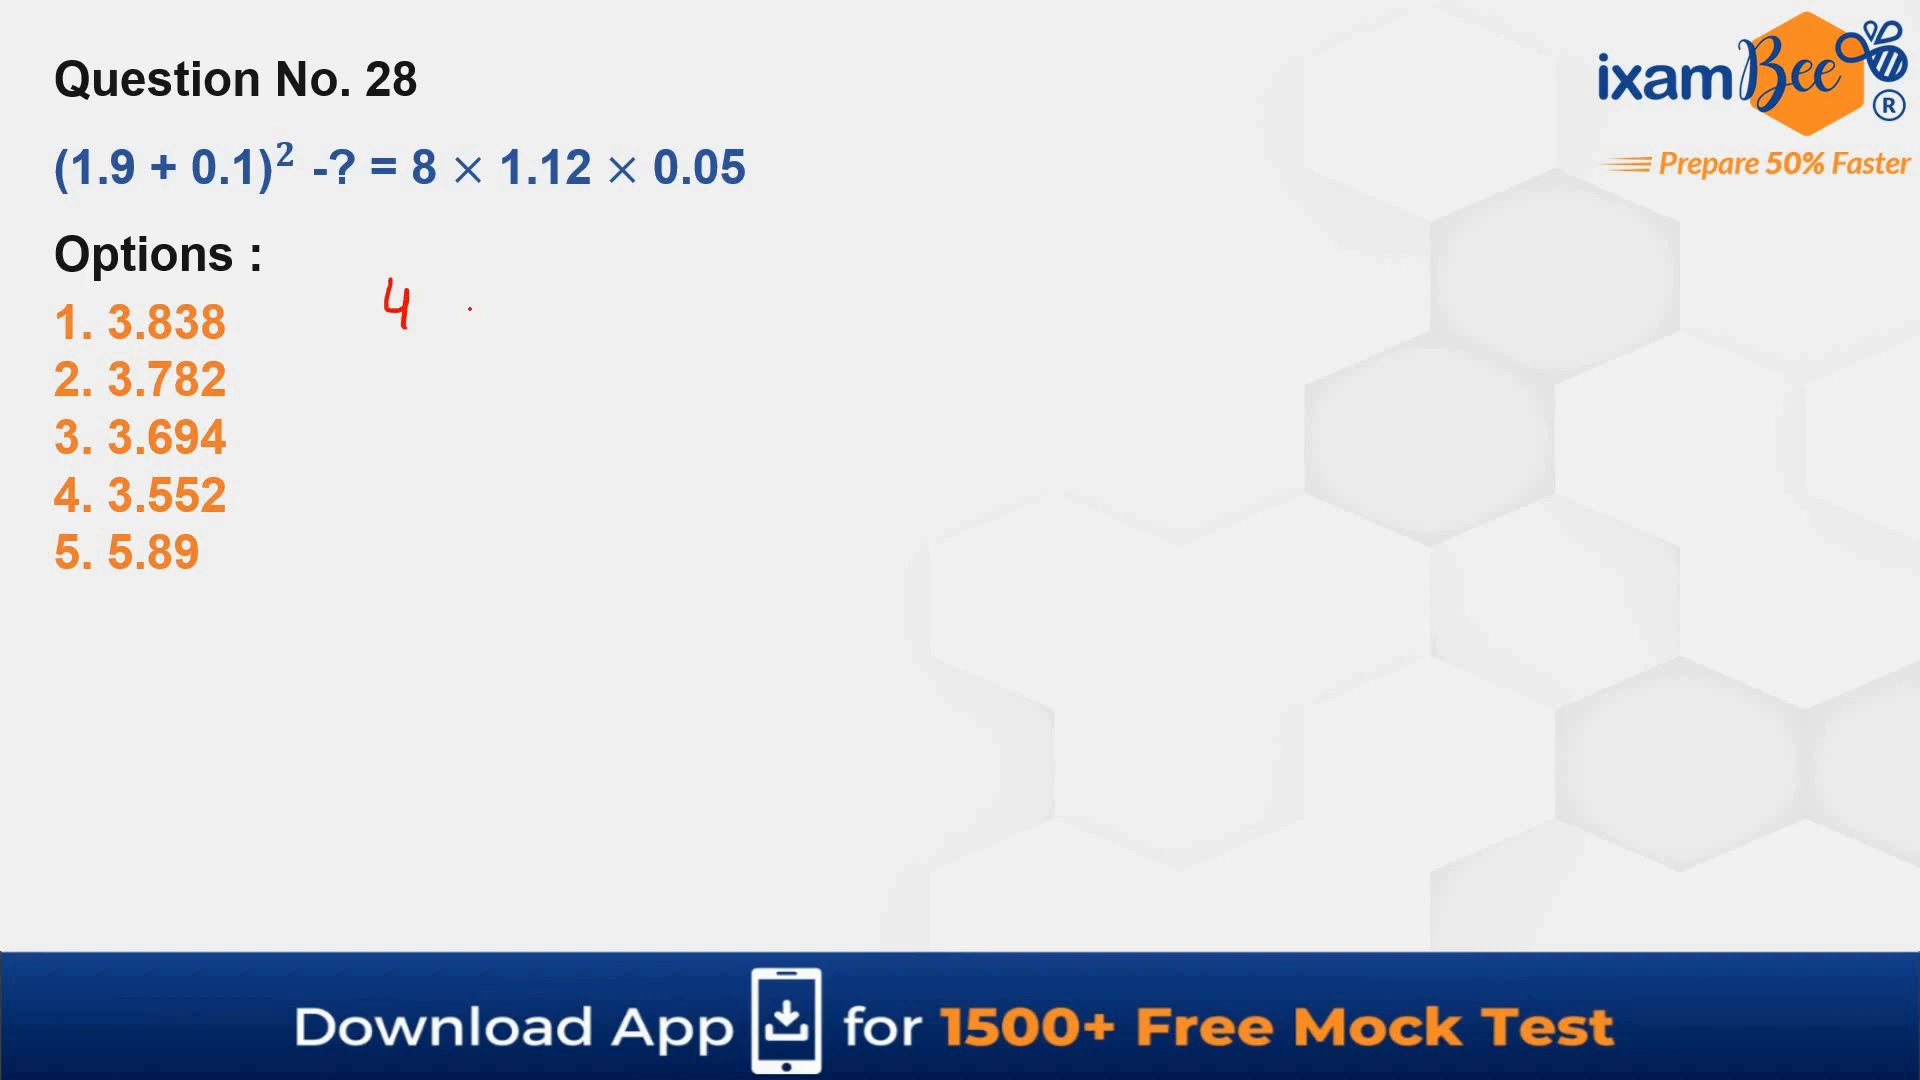 ixamBee®
Prepare 50% Faster
Question No. 28
(1.9 + 0.1)² -? = 8 × 1.12 × 0.05
Options :
4 .
1. 3.838
2. 3.782
3. 3.694
4. 3.552
5. 5.89
Download App for 1500+ Free Mock Test